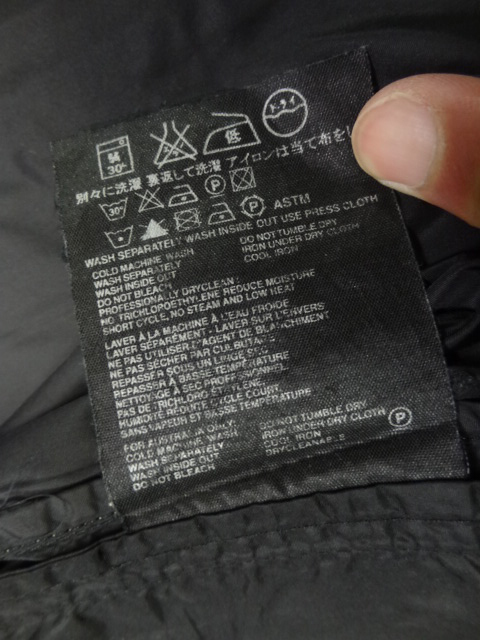 弱 30°
低
ドライ
別々に洗濯 裏返して洗濯 アイロンは当て布をし
30° P
P ASTM
WASH SEPARATELY WASH INSIDE OUT USE PRESS CLOTH
COLD MACHINE WASH
WASH SEPARATELY
WASH INSIDE OUT
DO NOT BLEACH
DO NOT TUMBLE DRY
IRON UNDER DRY CLOTH
COOL IRON
PROFESSIONALLY DRYCLEAN:
NO TRICHLOROETHYLENE REDUCE MOISTURE
SHORT CYCLE, NO STEAM AND LOW HEAT
LAVER À LA MACHINE À L'EAU FROIDE
LAVER SÉPARÉMENT - LAVER SUR L'ENVERS
NE PAS UTILISER L'AGENT DE BLANCHIMENT
NE PAS SÉCHER PAR CULBUTAGE
REPASSER SOUS UN LINGE SEC
REPASSER À BASSE TEMPÉRATURE
NETTOYAGE À SEC PROFESSIONNEL
PAS DE TRICHLORO ETHYLENE
HUMIDITÉ RÉDUITE CYCLE COURT
SANS VAPEUR ET BASSE TEMPÉRATURE
FOR AUSTRALIA ONLY:
COLD MACHINE WASH
WASH SEPARATELY
WASH INSIDE OUT
DO NOT BLEACH
DO NOT TUMBLE DRY
IRON UNDER DRY CLOTH
COOL IRON
DRYCLEANABLE
P